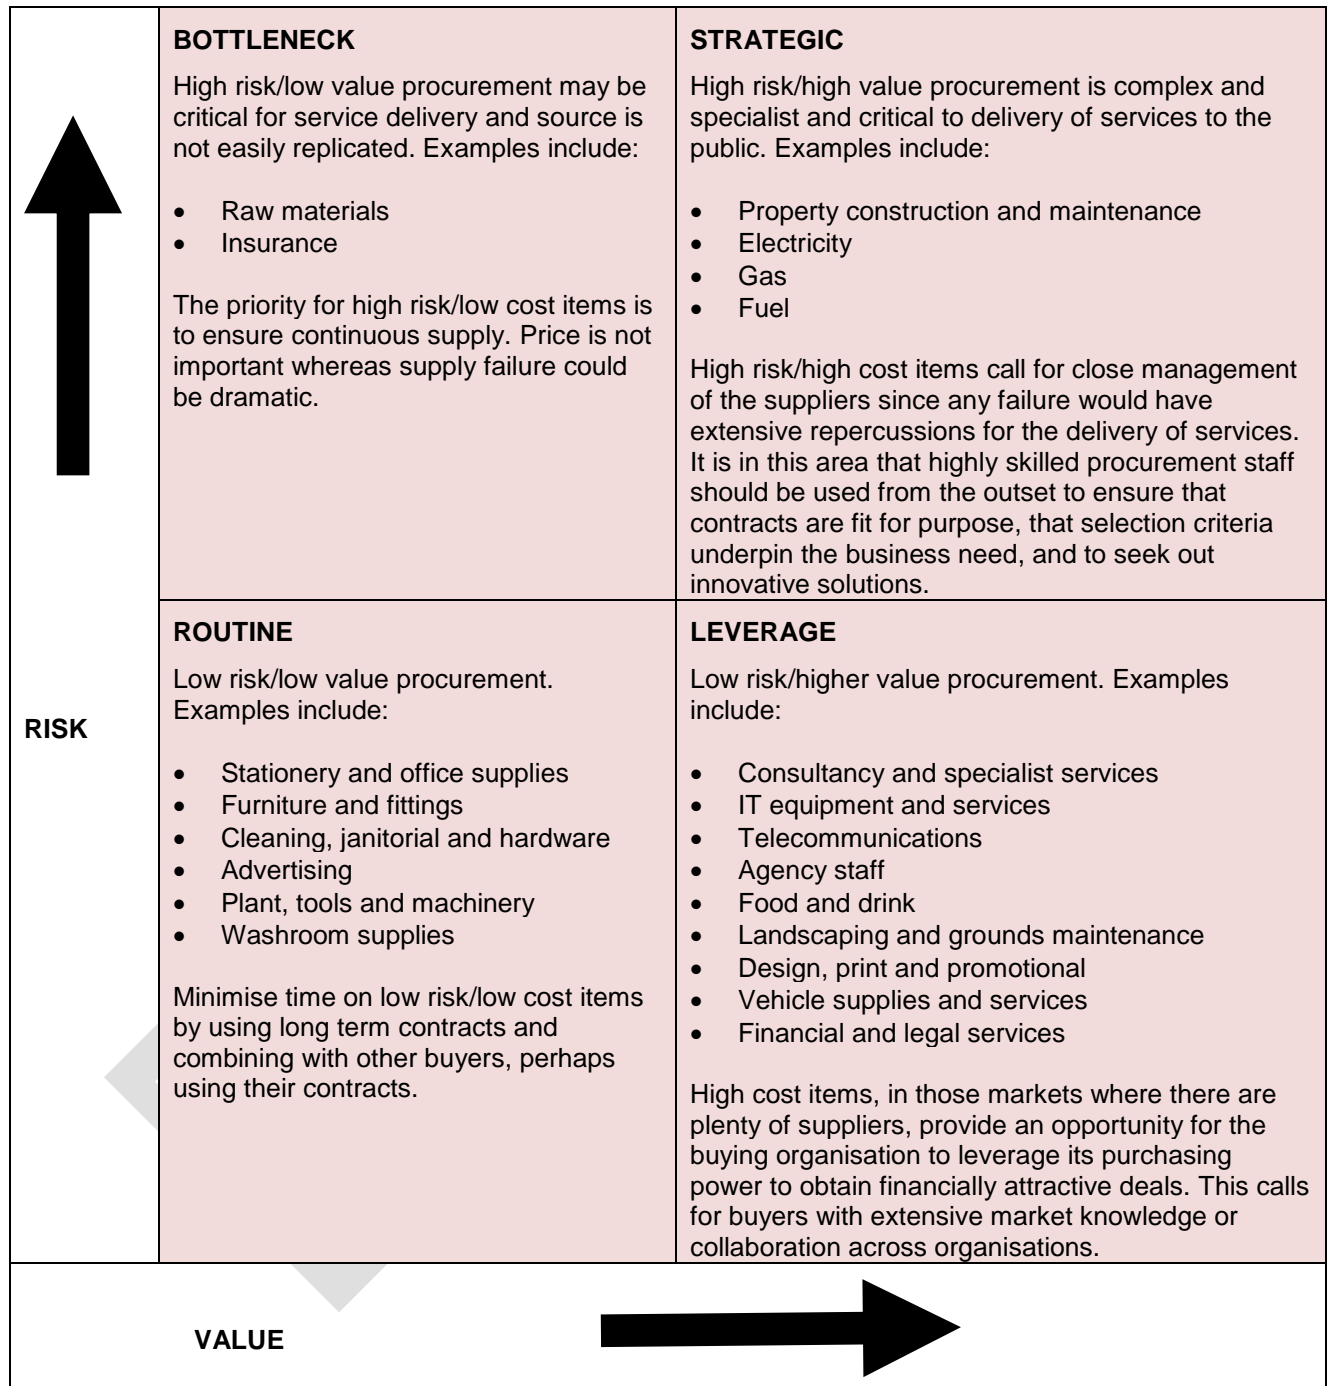 BOTTLENECK
High risk/low value procurement may be
critical for service delivery and source is
not easily replicated. Examples include:
• Raw materials
• Insurance
The priority for high risk/low cost items is
to ensure continuous supply. Price is not
important whereas supply failure could
be dramatic.
STRATEGIC
High risk/high value procurement is complex and
specialist and critical to delivery of services to the
public. Examples include:
• Property construction and maintenance
• Electricity
• Gas
• Fuel
High risk/high cost items call for close management
of the suppliers since any failure would have
extensive repercussions for the delivery of services.
It is in this area that highly skilled procurement staff
should be used from the outset to ensure that
contracts are fit for purpose, that selection criteria
underpin the business need, and to seek out
innovative solutions.
RISK
ROUTINE
Low risk/low value procurement.
Examples include:
• Stationery and office supplies
• Furniture and fittings
• Cleaning, janitorial and hardware
• Advertising
• Plant, tools and machinery
• Washroom supplies
Minimise time on low risk/low cost items
by using long term contracts and
combining with other buyers, perhaps
using their contracts.
LEVERAGE
Low risk/higher value procurement. Examples
include:
• Consultancy and specialist services
• IT equipment and services
• Telecommunications
• Agency staff
• Food and drink
• Landscaping and grounds maintenance
• Design, print and promotional
• Vehicle supplies and services
• Financial and legal services
High cost items, in those markets where there are
plenty of suppliers, provide an opportunity for the
buying organisation to leverage its purchasing
power to obtain financially attractive deals. This calls
for buyers with extensive market knowledge or
collaboration across organisations.
VALUE